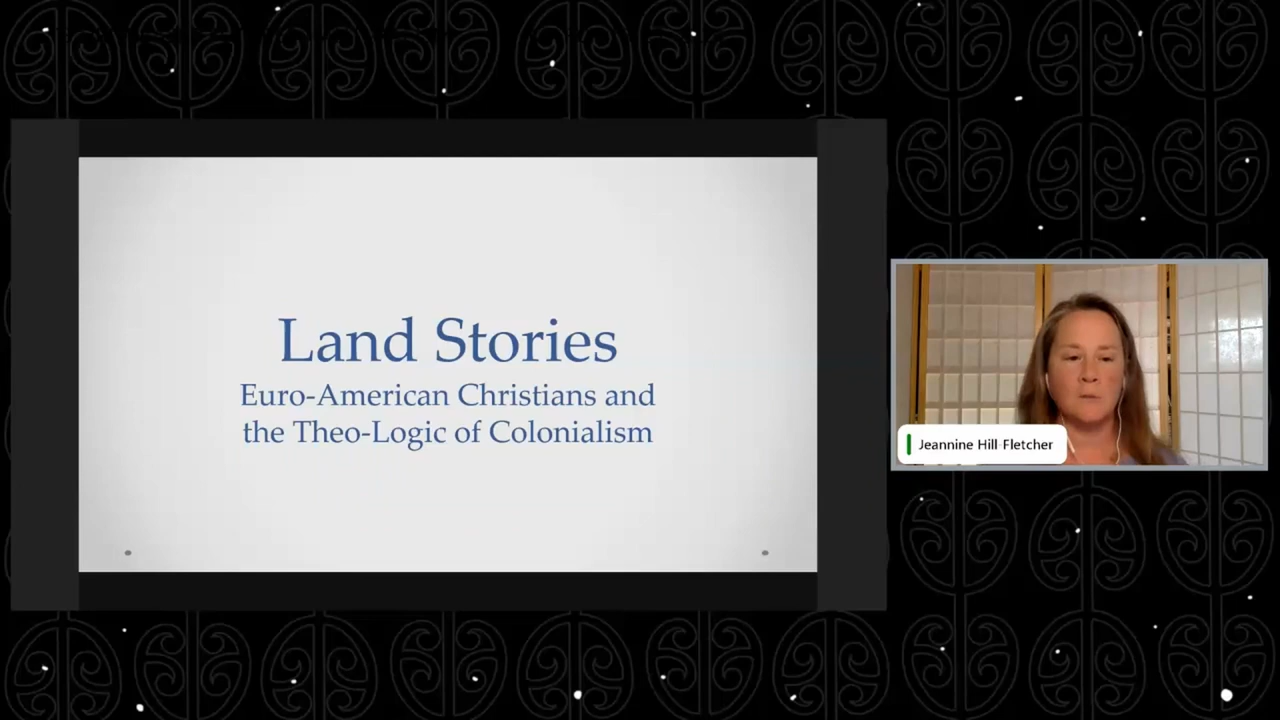 Land Stories
Euro-American Christians and
the Theo-Logic of Colonialism
Jeannine Hill-Fletcher